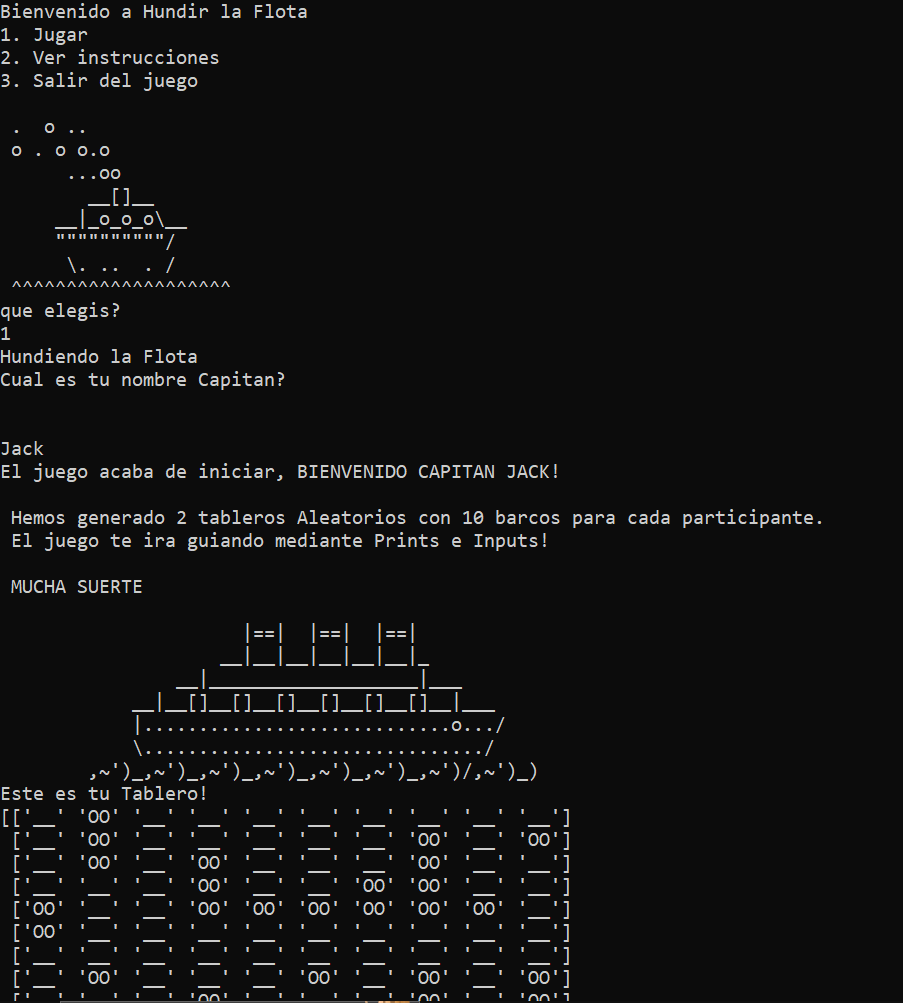 Bienvenido a Hundir la Flota
1. Jugar
2. Ver instrucciones
3. Salir del juego
 .  o ..
 o . o o.o
      ...oo
        __[]__
     __|_o_o_o\__
     """"""""""/
      \. ..  . /
 ^^^^^^^^^^^^^^^^^^^^
que elegis?
1
Hundiendo la Flota
Cual es tu nombre Capitan?
Jack
El juego acaba de iniciar, BIENVENIDO CAPITAN JACK!
 Hemos generado 2 tableros Aleatorios con 10 barcos para cada participante.
 El juego te ira guiando mediante Prints e Inputs!
 MUCHA SUERTE
                      |==|  |==|  |==|
                    __|__|__|__|__|__|_
                __|___________________|___
            __|__[]__[]__[]__[]__[]__[]__|___
            |............................o.../
            \.............................../
        ,~')_,~')_,~')_,~')_,~')_,~')_,~')/,~')_)
Este es tu Tablero!
[['__' 'OO' '__' '__' '__' '__' '__' '__' '__' '__']
 ['__' 'OO' '__' '__' '__' '__' '__' 'OO' '__' 'OO']
 ['__' 'OO' '__' 'OO' '__' '__' '__' 'OO' '__' '__']
 ['__' '__' '__' 'OO' '__' '__' 'OO' 'OO' '__' '__']
 ['OO' '__' '__' 'OO' 'OO' 'OO' 'OO' 'OO' 'OO' '__']
 ['OO' '__' '__' '__' '__' '__' '__' '__' '__' '__']
 ['__' '__' '__' '__' '__' '__' '__' '__' '__' '__']
 ['__' 'OO' '__' '__' '__' 'OO' '__' 'OO' '__' 'OO']